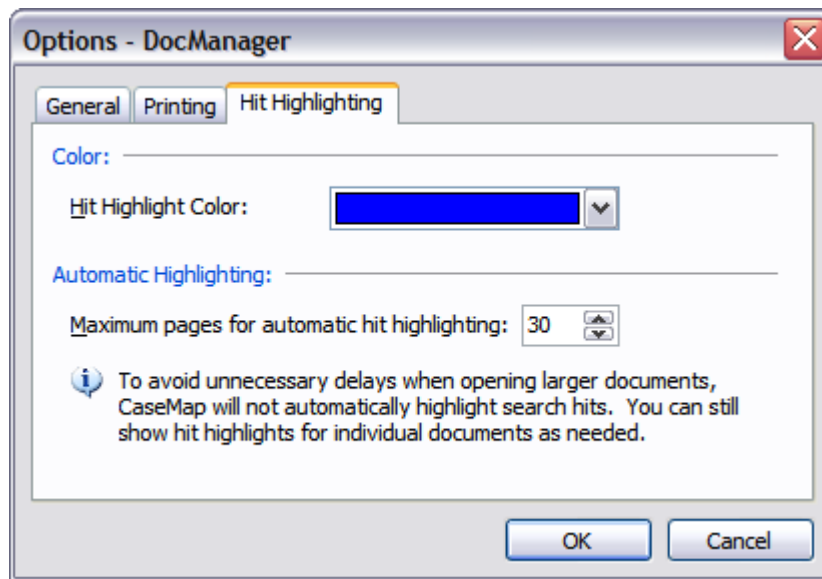 Options - DocManager
General Printing Hit Highlighting
Color:
Hit Highlight Color:
Automatic Highlighting:
Maximum pages for automatic hit highlighting: 30
To avoid unnecessary delays when opening larger documents,
CaseMap will not automatically highlight search hits.  You can still
show hit highlights for individual documents as needed.
OK Cancel